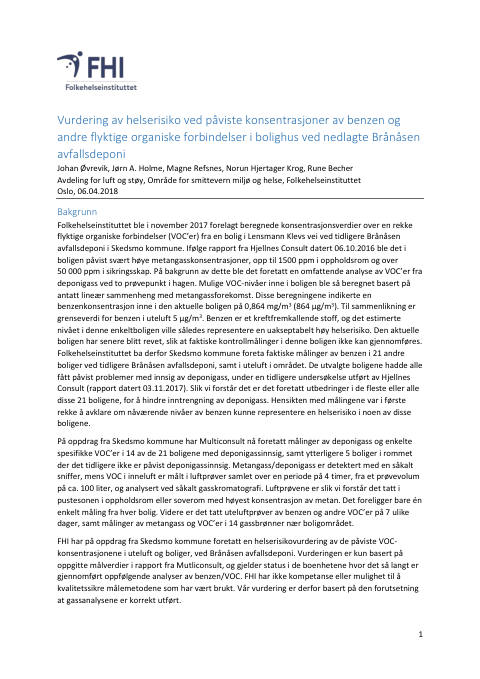 FHI
Folkehelseinstituttet
Vurdering av helserisiko ved påviste konsentrasjoner av benzen og
andre flyktige organiske forbindelser i bolighus ved nedlagte Brånåsen
avfallsdeponi
Johan Øvrevik, Jørn A. Holme, Magne Refsnes, Norun Hjertager Krog, Rune Becher
Avdeling for luft og støy, Område for smittevern miljø og helse, Folkehelseinstituttet
Oslo, 06.04.2018
Bakgrunn
Folkehelseinstituttet ble i november 2017 forelagt beregnede konsentrasjonsverdier over en rekke
flyktige organiske forbindelser (VOC’er) fra en bolig i Lensmann Klevs vei ved tidligere Brånåsen
avfallsdeponi i Skedsmo kommune. Ifølge rapport fra Hjellnes Consult datert 06.10.2016 ble det i
boligen påvist svært høye metangasskonsentrasjoner, opp til 1500 ppm i oppholdsrom og over
50 000 ppm i sikringsskap. På bakgrunn av dette ble det foretatt en omfattende analyse av VOC’er fra
deponigass ved to prøvepunkt i hagen. Mulige VOC-nivåer inne i boligen ble så beregnet basert på
antatt lineær sammenheng med metangassforekomst. Disse beregningene indikerte en
benzenkonsentrasjon inne i den aktuelle boligen på 0,864 mg/m³ (864 µg/m³). Til sammenlikning er
grenseverdi for benzen i uteluft 5 µg/m³. Benzen er et kreftfremkallende stoff, og det estimerte
nivået i denne enkeltboligen ville således representere en uakseptabelt høy helserisiko. Den aktuelle
boligen har senere blitt revet, slik at faktiske kontrollmålinger i denne boligen ikke kan gjennomføres.
Folkehelseinstituttet ba derfor Skedsmo kommune foreta faktiske målinger av benzen i 21 andre
boliger ved tidligere Brånåsen avfallsdeponi, samt i uteluft i området. De utvalgte boligene hadde alle
fått påvist problemer med innsig av deponigass, under en tidligere undersøkelse utført av Hjellnes
Consult (rapport datert 03.11.2017). Slik vi forstår det er det foretatt utbedringer i de fleste eller alle
disse 21 boligene, for å hindre inntrengning av deponigass. Hensikten med målingene var i første
rekke å avklare om nåværende nivåer av benzen kunne representere en helserisiko i noen av disse
boligene.
På oppdrag fra Skedsmo kommune har Multiconsult nå foretatt målinger av deponigass og enkelte
spesifikke VOC’er i 14 av de 21 boligene med deponigassinnsig, samt ytterligere 5 boliger i rommet
der det tidligere ikke er påvist deponigassinnsig. Metangass/deponigass er detektert med en såkalt
sniffer, mens VOC i inneluft er målt i luftprøver samlet over en periode på 4 timer, fra et prøvevolum
på ca. 100 liter, og analysert ved såkalt gasskromatografi. Luftprøvene er slik vi forstår det tatt i
pustesonen i oppholdsrom eller soverom med høyest konsentrasjon av metan. Det foreligger bare én
enkelt måling fra hver bolig. Videre er det tatt uteluftprøver av benzen og andre VOC’er på 7 ulike
dager, samt målinger av metangass og VOC’er i 14 gassbrønner nær boligområdet.
FHI har på oppdrag fra Skedsmo kommune foretatt en helserisikovurdering av de påviste VOC-
konsentrasjonene i uteluft og boliger, ved Brånåsen avfallsdeponi. Vurderingen er kun basert på
oppgitte målverdier i rapport fra Mutliconsult, og gjelder status i de boenhetene hvor det så langt er
gjennomført oppfølgende analyser av benzen/VOC. FHI har ikke kompetanse eller mulighet til å
kvalitetssikre målemetodene som har vært brukt. Vår vurdering er derfor basert på den forutsetning
at gassanalysene er korrekt utført.
1